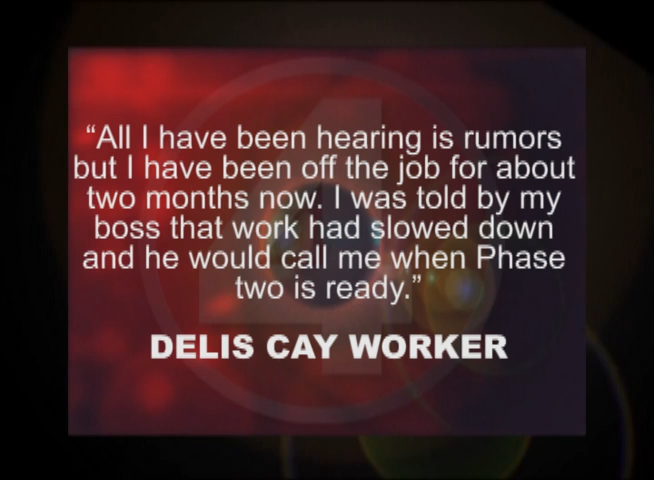 “All I have been hearing is rumors
but I have been off the job for about
two months now. I was told by my
boss that work had slowed down
and he would call me when Phase
two is ready.”
DELIS CAY WORKER
4